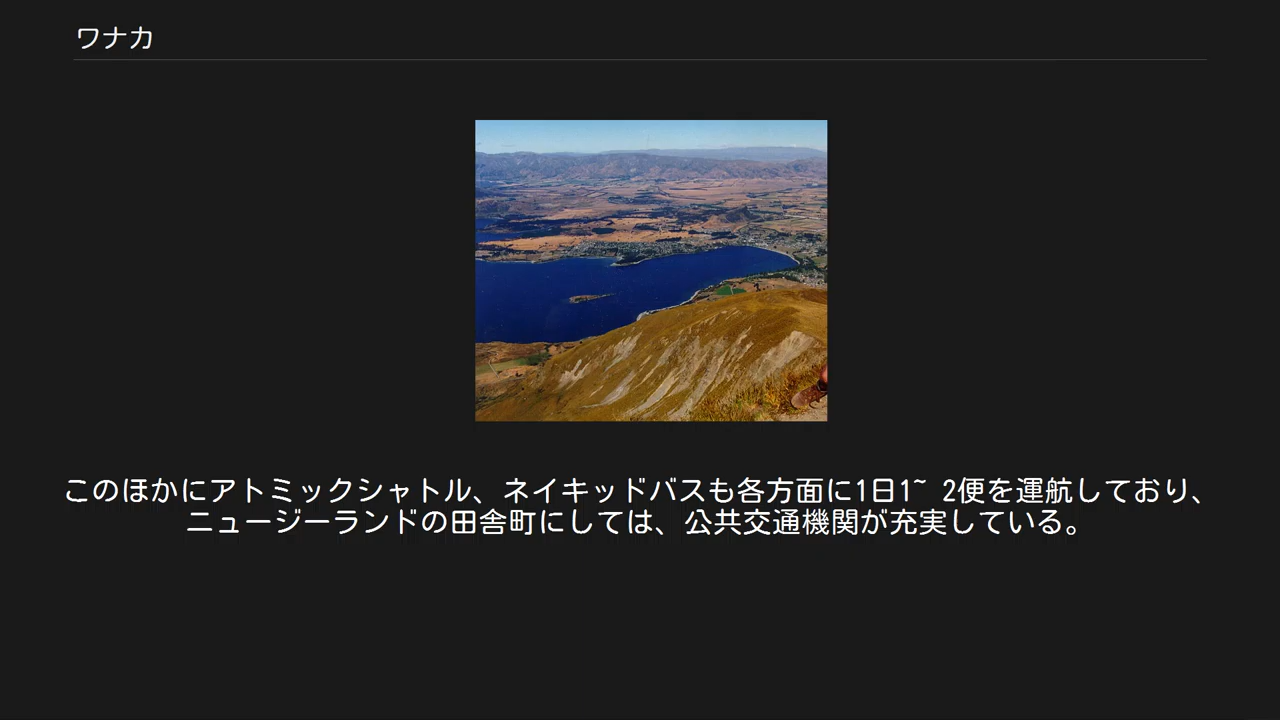 ワナカ
このほかにアトミックシャトル、ネイキッドバスも各方面に1日1~ 2便を運航しており、
ニュージーランドの田舎町にしては、公共交通機関が充実している。